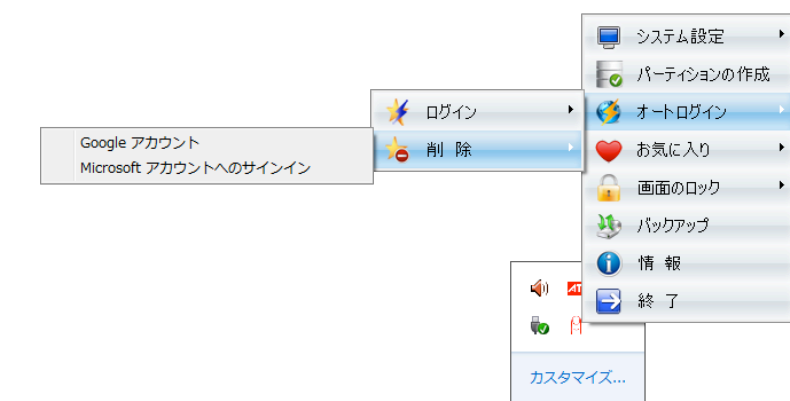 システム設定
パーティションの作成
オートログイン
お気に入り
画面のロック
バックアップ
情 報
終 了
ログイン
削 除
Google アカウント
Microsoft アカウントへのサインイン
カスタマイズ...